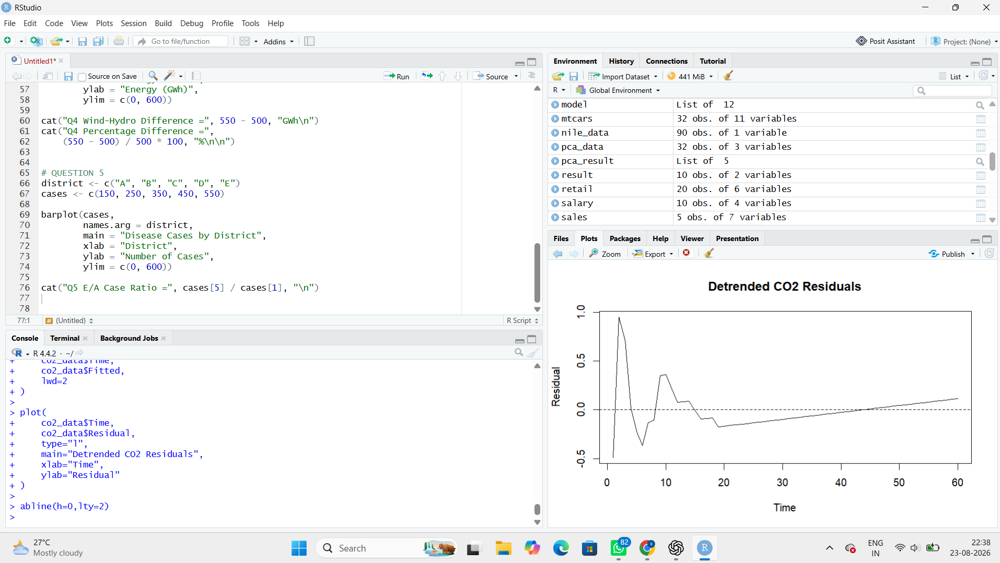 RStudio
File Edit Code View Plots Session Build Debug Profile Tools Help
Go to file/function Addins Posit Assistant Project: (None)
Untitled1*
Source on Save Run Source
57 ylab = "Energy (GWh)",
58 ylim = c(0, 600))
59
60 cat("Q4 Wind-Hydro Difference =", 550 - 500, "GWh\n")
61 cat("Q4 Percentage Difference =",
62 (550 - 500) / 500 * 100, "%\n\n")
63
64
65 # QUESTION 5
66 district <- c("A", "B", "C", "D", "E")
67 cases <- c(150, 250, 350, 450, 550)
68
69 barplot(cases,
70 names.arg = district,
71 main = "Disease Cases by District",
72 xlab = "District",
73 ylab = "Number of Cases",
74 ylim = c(0, 600))
75
76 cat("Q5 E/A Case Ratio =", cases[5] / cases[1], "\n")
77
78
77:1 # (Untitled) R Script
Console Terminal Background Jobs
R 4.4.2 · ~/
+ co2_data$Time,
+ co2_data$Fitted,
+ lwd=2
+ )
>
> plot(
+ co2_data$Time,
+ co2_data$Residual,
+ type="l",
+ main="Detrended CO2 Residuals",
+ xlab="Time",
+ ylab="Residual"
+ )
>
> abline(h=0,lty=2)
>
Environment History Connections Tutorial
Import Dataset 441 MiB List
R Global Environment
model List of 12
mtcars 32 obs. of 11 variables
nile_data 90 obs. of 1 variable
pca_data 32 obs. of 3 variables
pca_result List of 5
result 10 obs. of 2 variables
retail 20 obs. of 6 variables
salary 10 obs. of 4 variables
sales 5 obs. of 7 variables
Files Plots Packages Help Viewer Presentation
Zoom Export Publish
Detrended CO2 Residuals
Residual
1.0
0.5
0.0
-0.5
0 10 20 30 40 50 60
Time
27°C
Mostly cloudy
Search
82
ENG
IN
22:38
23-08-2026